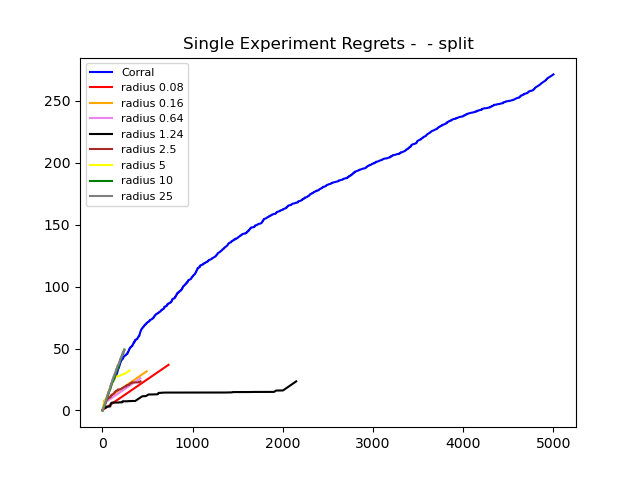 Single Experiment Regrets -  - split
Corral
radius 0.08
radius 0.16
radius 0.64
radius 1.24
radius 2.5
radius 5
radius 10
radius 25
250
200
150
100
50
0
0 1000 2000 3000 4000 5000